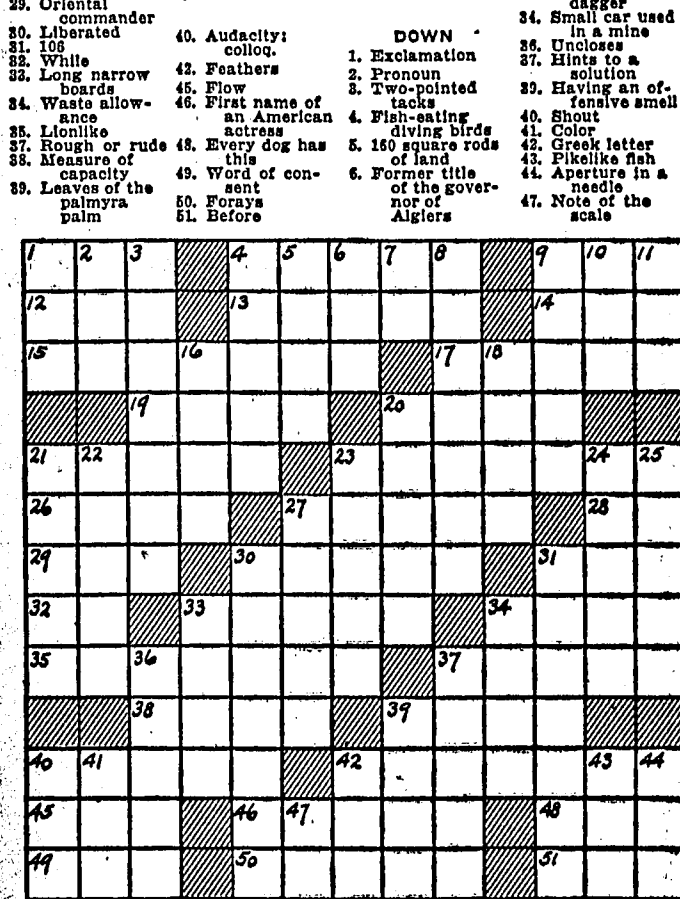 29. Oriental
commander
30. Liberated
31. 106
32. While
33. Long narrow
boards
34. Waste allow-
ance
35. Lionlike
37. Rough or rude
38. Measure of
capacity
39. Leaves of the
palmyra
palm
40. Audacity:
colloq.
42. Feathers
45. Flow
46. First name of
an American
actress
48. Every dog has
this
49. Word of con-
sent
50. Forays
51. Before
DOWN
1. Exclamation
2. Pronoun
3. Two-pointed
tacks
4. Fish-eating
diving birds
5. 160 square rods
of land
6. Former title
of the gover-
nor of
Algiers
dagger
34. Small car used
in a mine
36. Uncloses
37. Hints to a
solution
39. Having an of-
fensive smell
40. Shout
41. Color
42. Greek letter
43. Pikelike fish
44. Aperture in a
needle
47. Note of the
scale
1 2 3 4 5 6 7 8 9 10 11
12 13 14
15 16 17 18
19 20
21 22 23 24 25
26 27 28
29 30 31
32 33 34
35 36 37
38 39
40 41 42 43 44
45 46 47 48
49 50 51